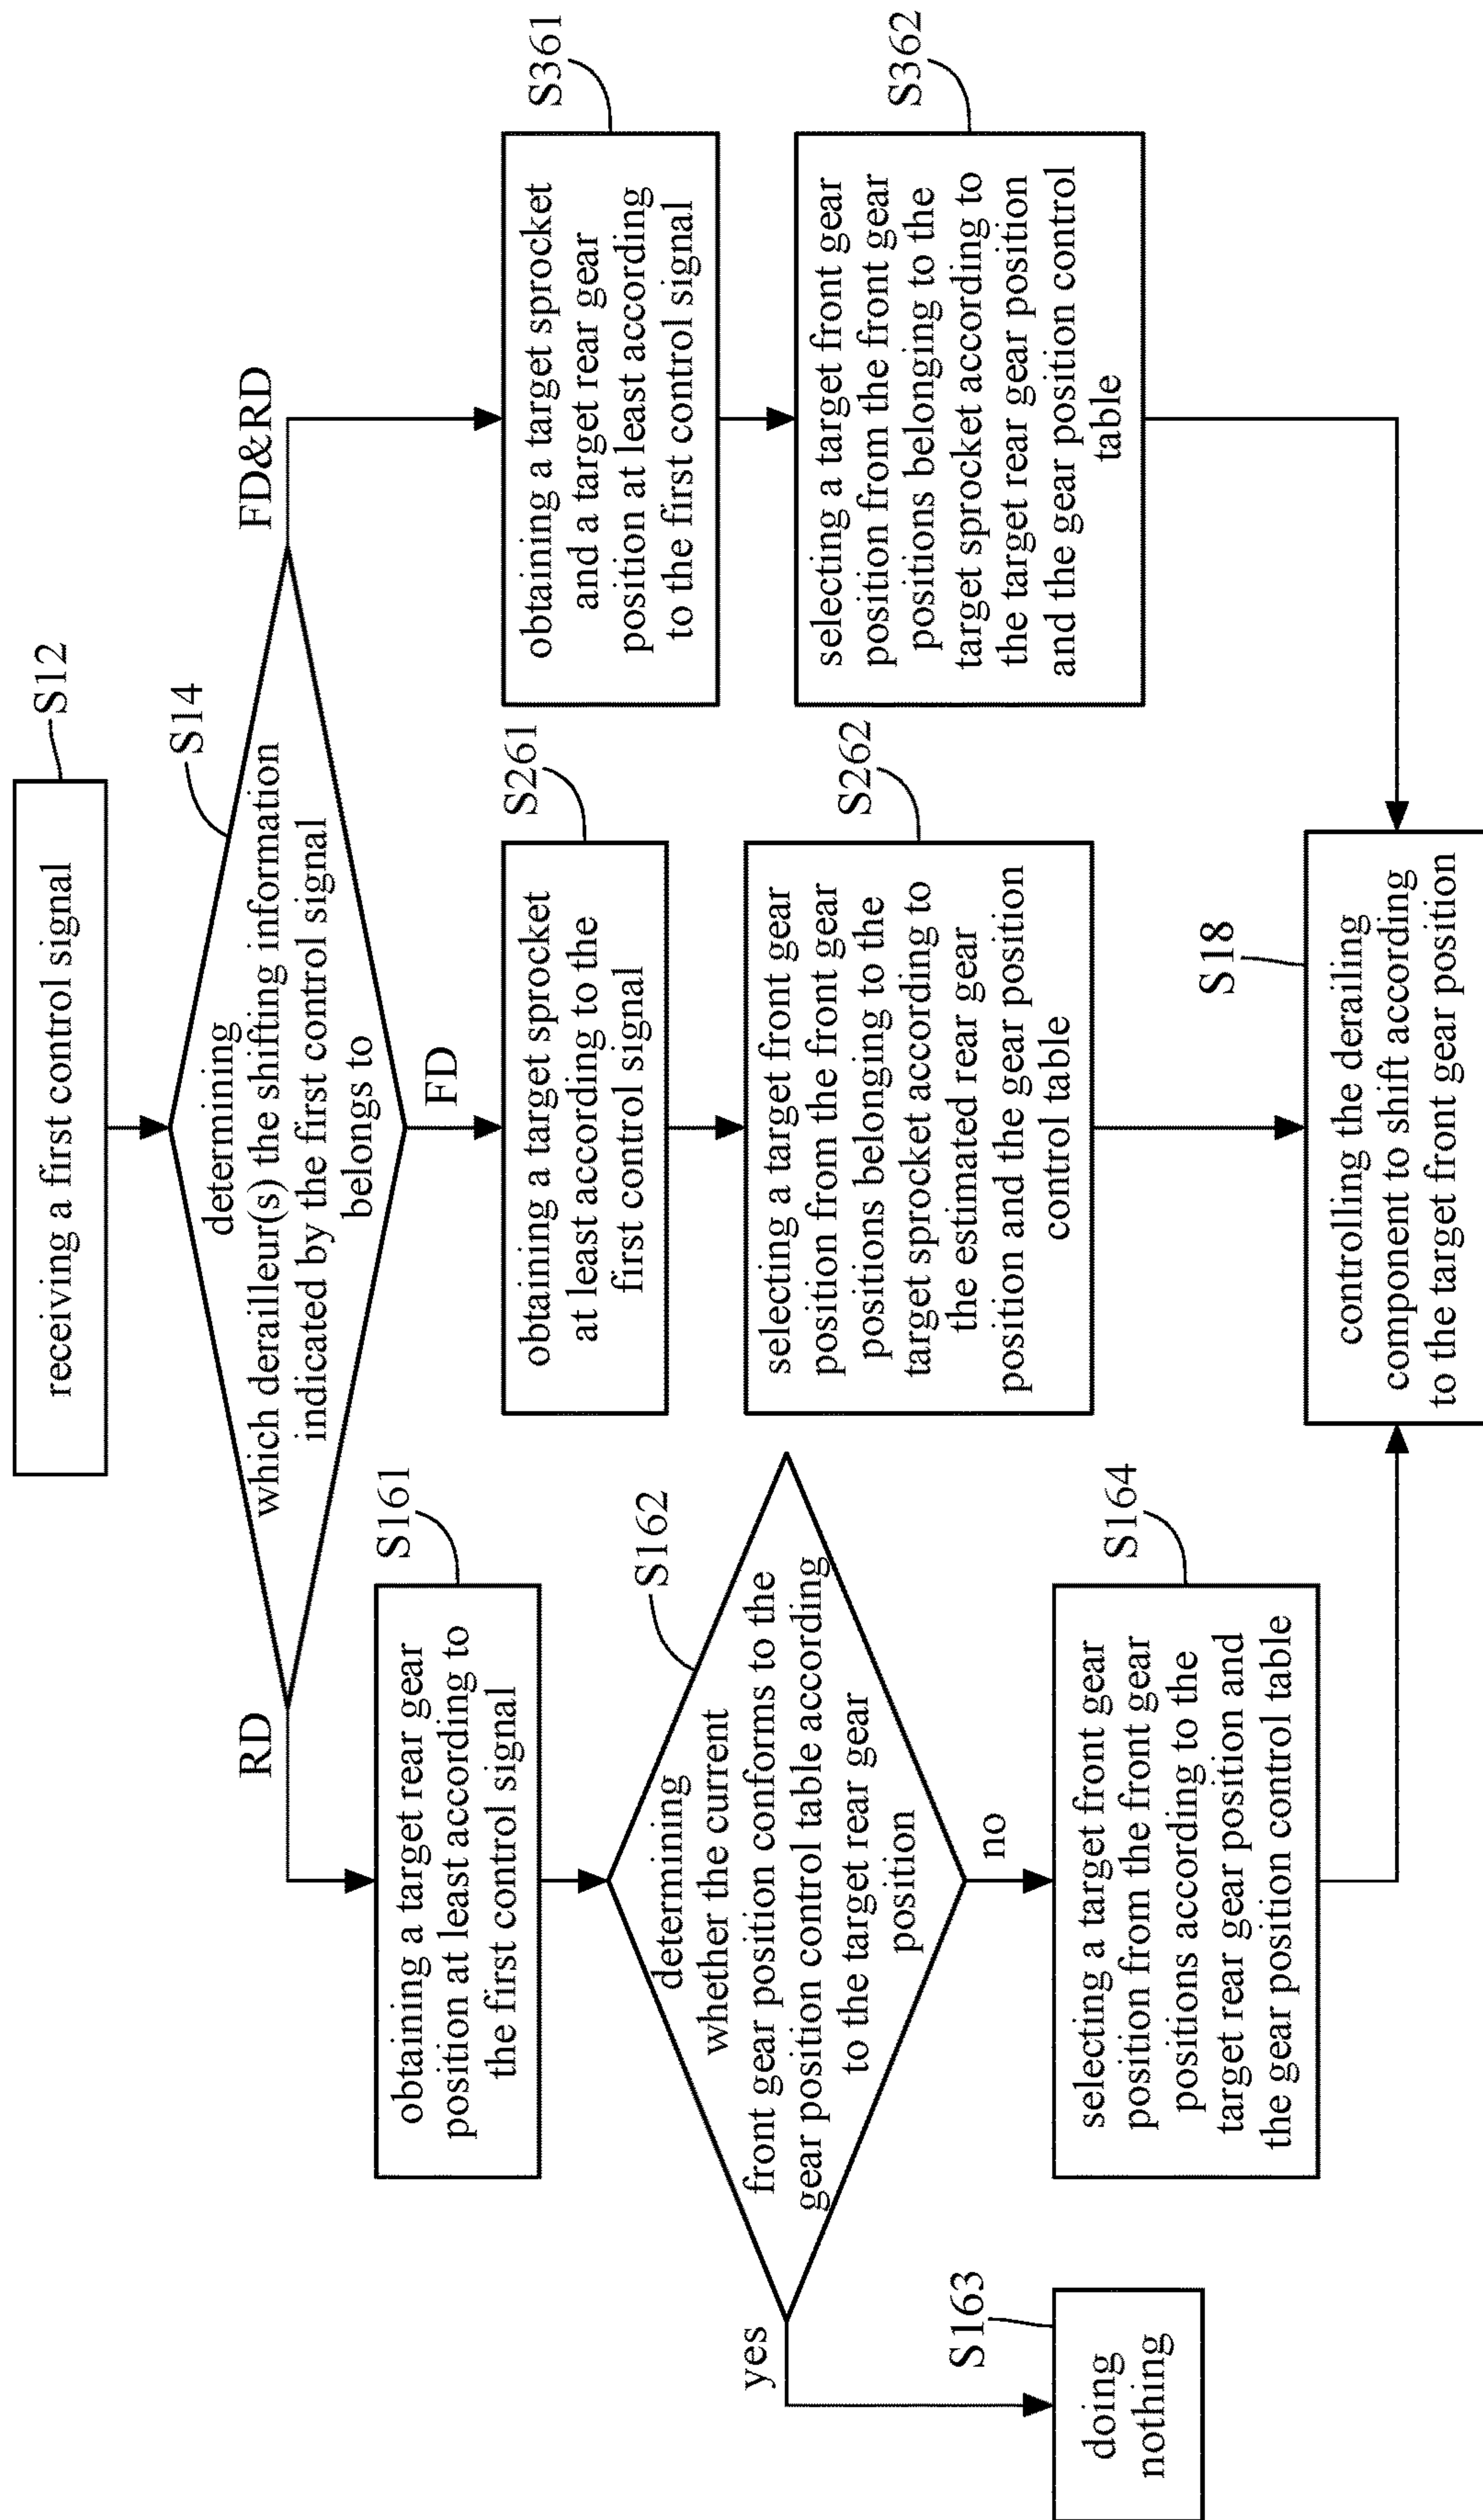 receiving a first control signal
S12
determining
which derailleur(s) the shifting information
indicated by the first control signal
belongs to
S14
RD
FD
FD&RD
obtaining a target rear gear
position at least according to
the first control signal
S161
determining
whether the current
front gear position conforms to the
gear position control table according
to the target rear gear
position
S162
yes
no
doing
nothing
S163
selecting a target front gear
position from the front gear
positions according to the
target rear gear position and
the gear position control table
S164
obtaining a target sprocket
at least according to the
first control signal
S261
selecting a target front gear
position from the front gear
positions belonging to the
target sprocket according to
the estimated rear gear
position and the gear position
control table
S262
obtaining a target sprocket
and a target rear gear
position at least according
to the first control signal
S361
selecting a target front gear
position from the front gear
positions belonging to the
target sprocket according to
the target rear gear position
and the gear position control
table
S362
controlling the derailing
component to shift according
to the target front gear position
S18